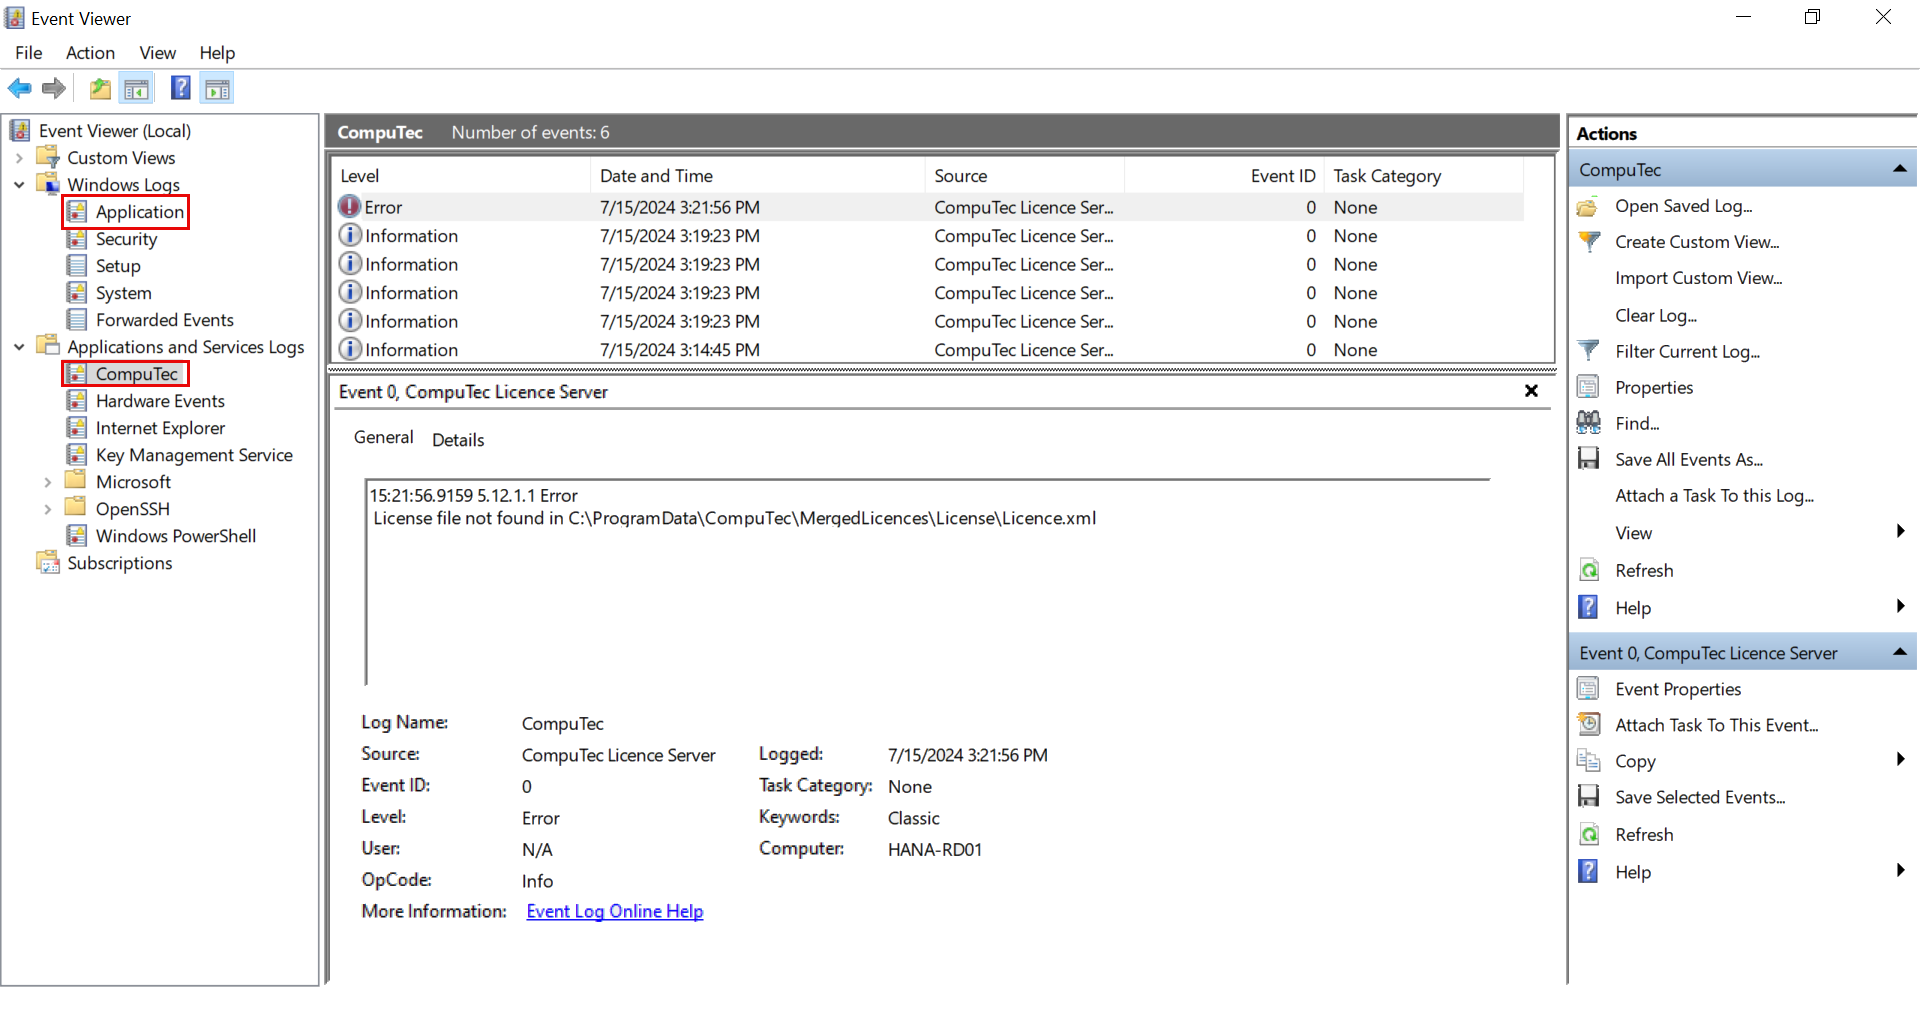 Event Viewer
File Action View Help
Event Viewer (Local)
Custom Views
Windows Logs
Application
Security
Setup
System
Forwarded Events
Applications and Services Logs
CompuTec
Hardware Events
Internet Explorer
Key Management Service
Microsoft
OpenSSH
Windows PowerShell
Subscriptions
CompuTec Number of events: 6
Level Date and Time Source Event ID Task Category
Error 7/15/2024 3:21:56 PM CompuTec Licence Ser... 0 None
Information 7/15/2024 3:19:23 PM CompuTec Licence Ser... 0 None
Information 7/15/2024 3:19:23 PM CompuTec Licence Ser... 0 None
Information 7/15/2024 3:19:23 PM CompuTec Licence Ser... 0 None
Information 7/15/2024 3:19:23 PM CompuTec Licence Ser... 0 None
Information 7/15/2024 3:14:45 PM CompuTec Licence Ser... 0 None
Event 0, CompuTec Licence Server
General Details
15:21:56.9159 5.12.1.1 Error
License file not found in C:\ProgramData\CompuTec\MergedLicences\License\Licence.xml
Log Name: CompuTec
Source: CompuTec Licence Server Logged: 7/15/2024 3:21:56 PM
Event ID: 0 Task Category: None
Level: Error Keywords: Classic
User: N/A Computer: HANA-RD01
OpCode: Info
More Information: Event Log Online Help
Actions
CompuTec
Open Saved Log...
Create Custom View...
Import Custom View...
Clear Log...
Filter Current Log...
Properties
Find...
Save All Events As...
Attach a Task To this Log...
View
Refresh
Help
Event 0, CompuTec Licence Server
Event Properties
Attach Task To This Event...
Copy
Save Selected Events...
Refresh
Help